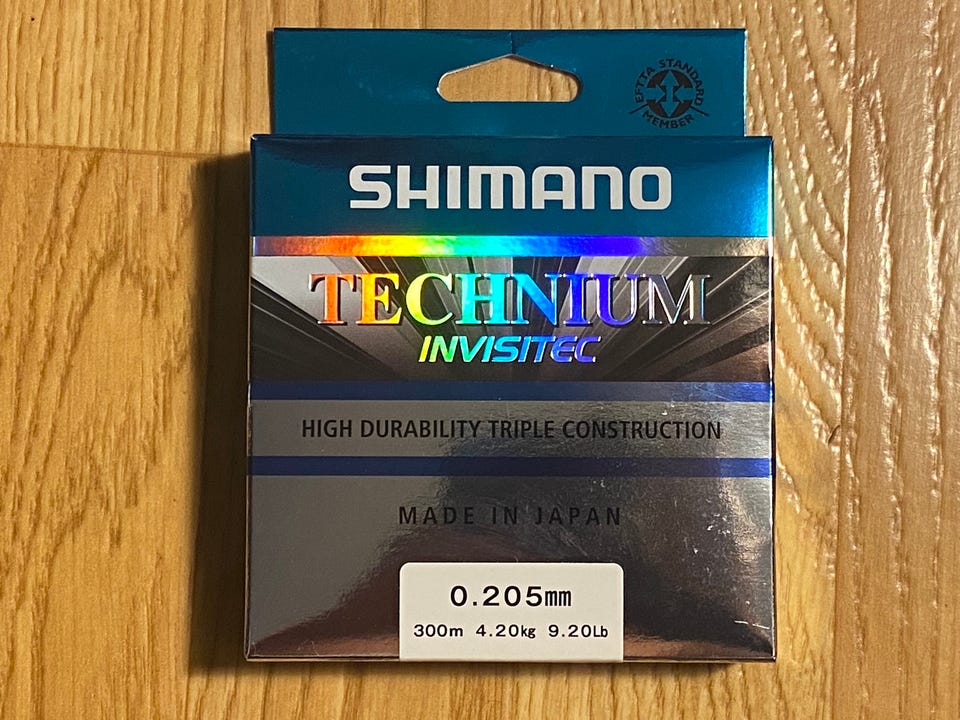 EFTTA STANDARD
MEMBER
SHIMANO
TECHNIUM
INVISITEC
HIGH DURABILITY TRIPLE CONSTRUCTION
MADE IN JAPAN
0.205mm
300m 4.20kg 9.20Lb